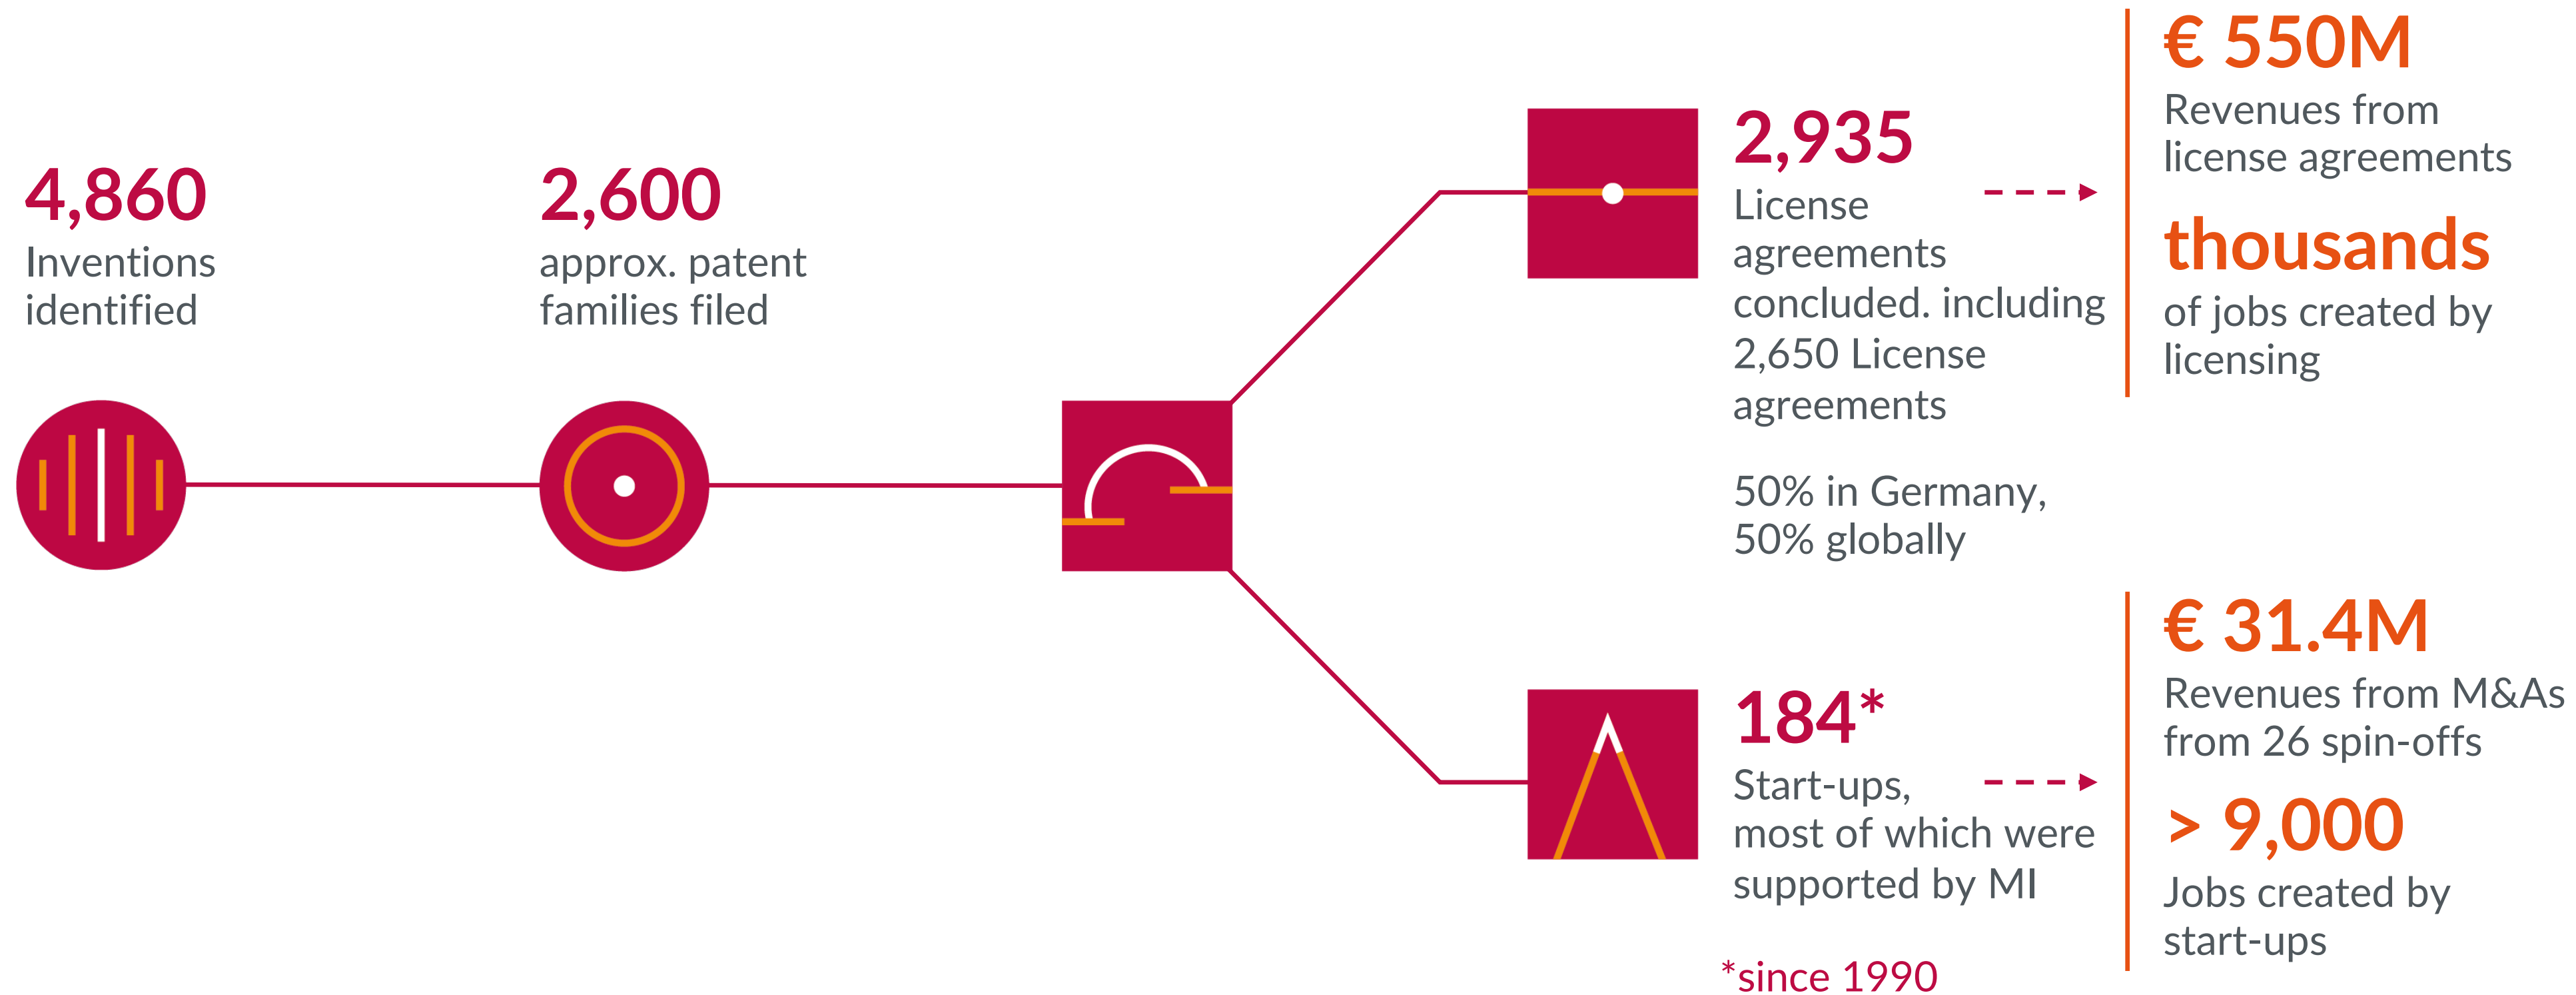 4,860
Inventions
identified
2,600
approx. patent
families filed
2,935
License
agreements
concluded. including
2,650 License
agreements
50% in Germany,
50% globally
€ 550M
Revenues from
license agreements
thousands
of jobs created by
licensing
184*
Start-ups,
most of which were
supported by MI
*since 1990
€ 31.4M
Revenues from M&As
from 26 spin-offs
> 9,000
Jobs created by
start-ups